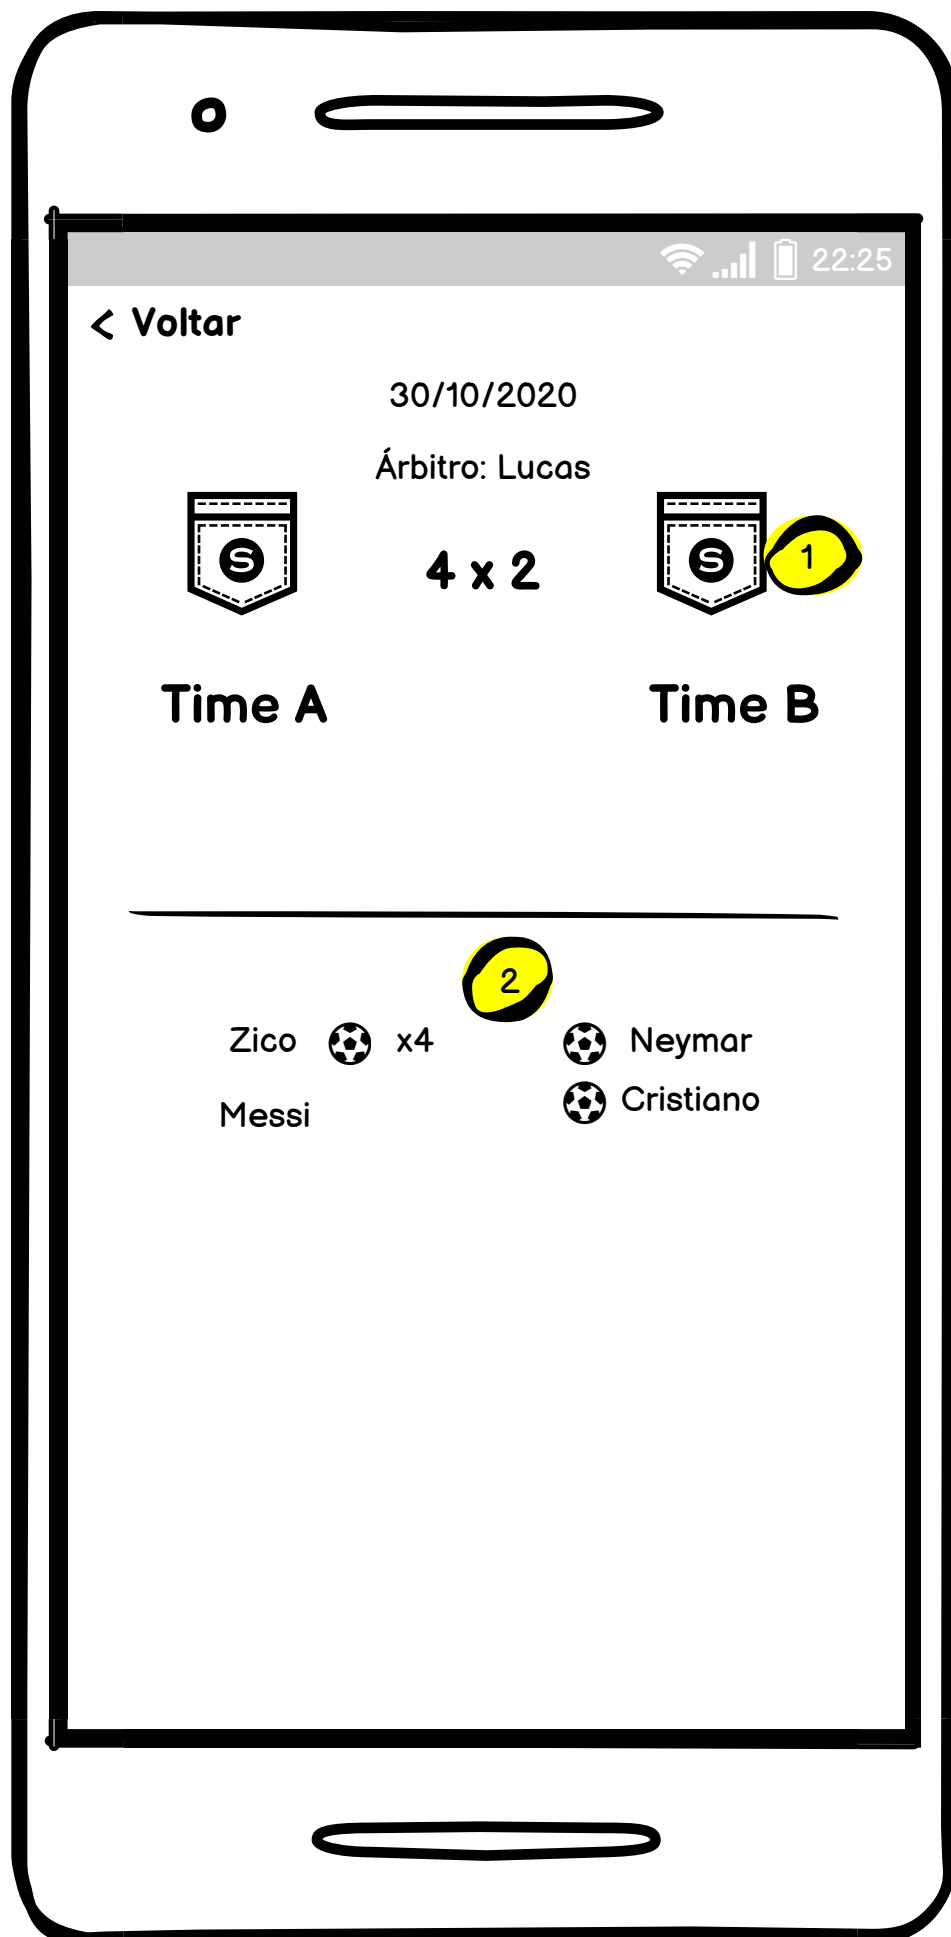 22:25
< Voltar
30/10/2020
Árbitro: Lucas
S
4 x 2
S
1
Time A
Time B
2
Zico x4
Neymar
Messi
Cristiano